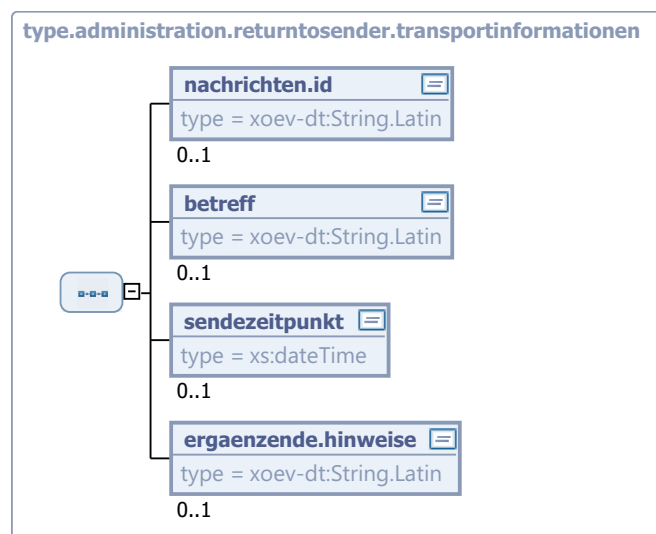 type.administration.returntosender.transportinformationen
nachrichten.id
type = xoev-dt:String.Latin
0..1
betreff
type = xoev-dt:String.Latin
0..1
sendezeitpunkt
type = xs:dateTime
0..1
ergaenzende.hinweise
type = xoev-dt:String.Latin
0..1